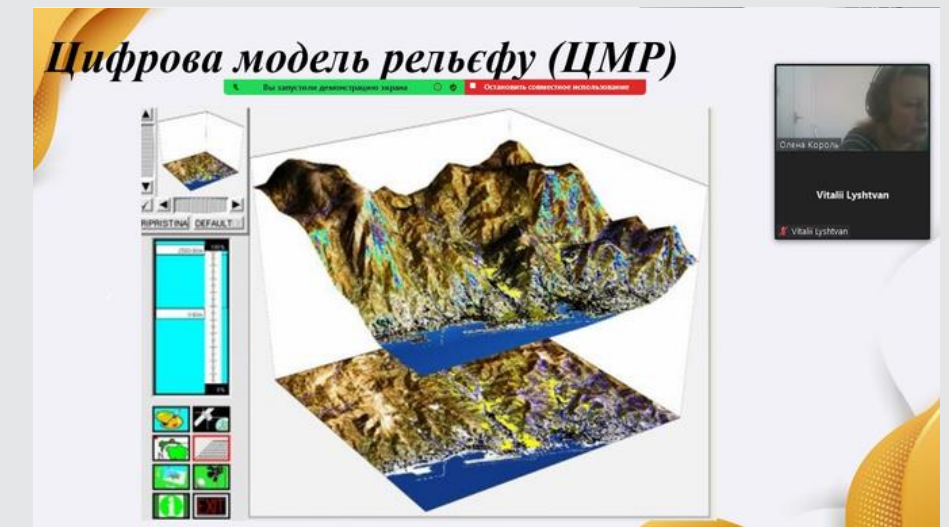 Цифрова модель рельєфу (ЦМР)
Вы запустили демонстрацию экрана
Остановить совместное использование
Олена Король
Vitalii Lyshtvan
Vitalii Lyshtvan
RIPRISTINA DEFAULT
100%
0%
EXIT